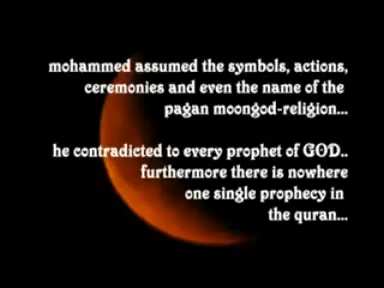 mohammed assumed the symbols, actions,
ceremonies and even the name of the
pagan moongod-religion...
he contradicted to every prophet of GOD..
furthermore there is nowhere
one single prophecy in
the quran...